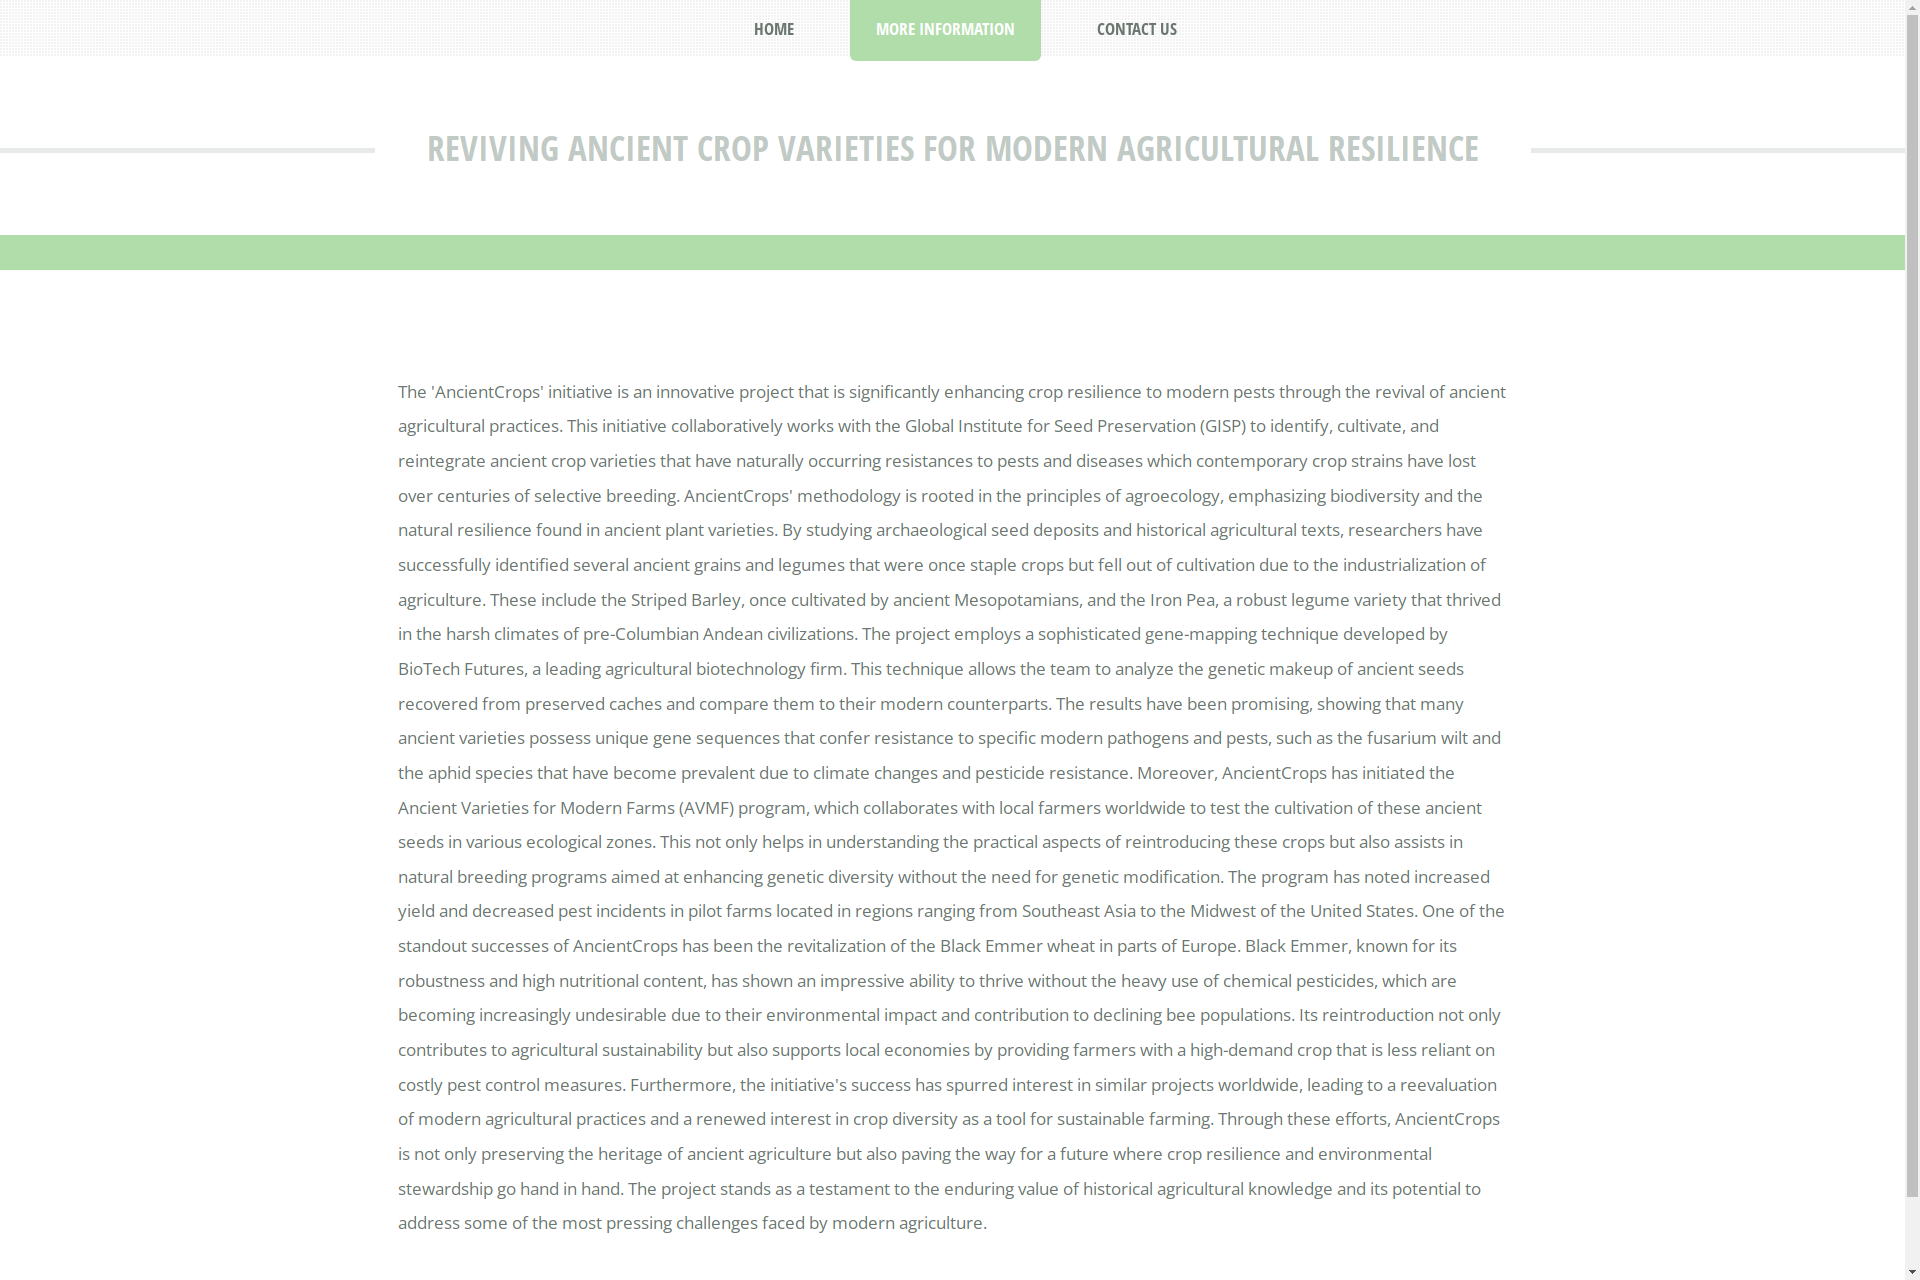 HOME
MORE INFORMATION
CONTACT US
REVIVING ANCIENT CROP VARIETIES FOR MODERN AGRICULTURAL RESILIENCE
The 'AncientCrops' initiative is an innovative project that is significantly enhancing crop resilience to modern pests through the revival of ancient
agricultural practices. This initiative collaboratively works with the Global Institute for Seed Preservation (GISP) to identify, cultivate, and
reintegrate ancient crop varieties that have naturally occurring resistances to pests and diseases which contemporary crop strains have lost
over centuries of selective breeding. AncientCrops' methodology is rooted in the principles of agroecology, emphasizing biodiversity and the
natural resilience found in ancient plant varieties. By studying archaeological seed deposits and historical agricultural texts, researchers have
successfully identified several ancient grains and legumes that were once staple crops but fell out of cultivation due to the industrialization of
agriculture. These include the Striped Barley, once cultivated by ancient Mesopotamians, and the Iron Pea, a robust legume variety that thrived
in the harsh climates of pre-Columbian Andean civilizations. The project employs a sophisticated gene-mapping technique developed by
BioTech Futures, a leading agricultural biotechnology firm. This technique allows the team to analyze the genetic makeup of ancient seeds
recovered from preserved caches and compare them to their modern counterparts. The results have been promising, showing that many
ancient varieties possess unique gene sequences that confer resistance to specific modern pathogens and pests, such as the fusarium wilt and
the aphid species that have become prevalent due to climate changes and pesticide resistance. Moreover, AncientCrops has initiated the
Ancient Varieties for Modern Farms (AVMF) program, which collaborates with local farmers worldwide to test the cultivation of these ancient
seeds in various ecological zones. This not only helps in understanding the practical aspects of reintroducing these crops but also assists in
natural breeding programs aimed at enhancing genetic diversity without the need for genetic modification. The program has noted increased
yield and decreased pest incidents in pilot farms located in regions ranging from Southeast Asia to the Midwest of the United States. One of the
standout successes of AncientCrops has been the revitalization of the Black Emmer wheat in parts of Europe. Black Emmer, known for its
robustness and high nutritional content, has shown an impressive ability to thrive without the heavy use of chemical pesticides, which are
becoming increasingly undesirable due to their environmental impact and contribution to declining bee populations. Its reintroduction not only
contributes to agricultural sustainability but also supports local economies by providing farmers with a high-demand crop that is less reliant on
costly pest control measures. Furthermore, the initiative's success has spurred interest in similar projects worldwide, leading to a reevaluation
of modern agricultural practices and a renewed interest in crop diversity as a tool for sustainable farming. Through these efforts, AncientCrops
is not only preserving the heritage of ancient agriculture but also paving the way for a future where crop resilience and environmental
stewardship go hand in hand. The project stands as a testament to the enduring value of historical agricultural knowledge and its potential to
address some of the most pressing challenges faced by modern agriculture.